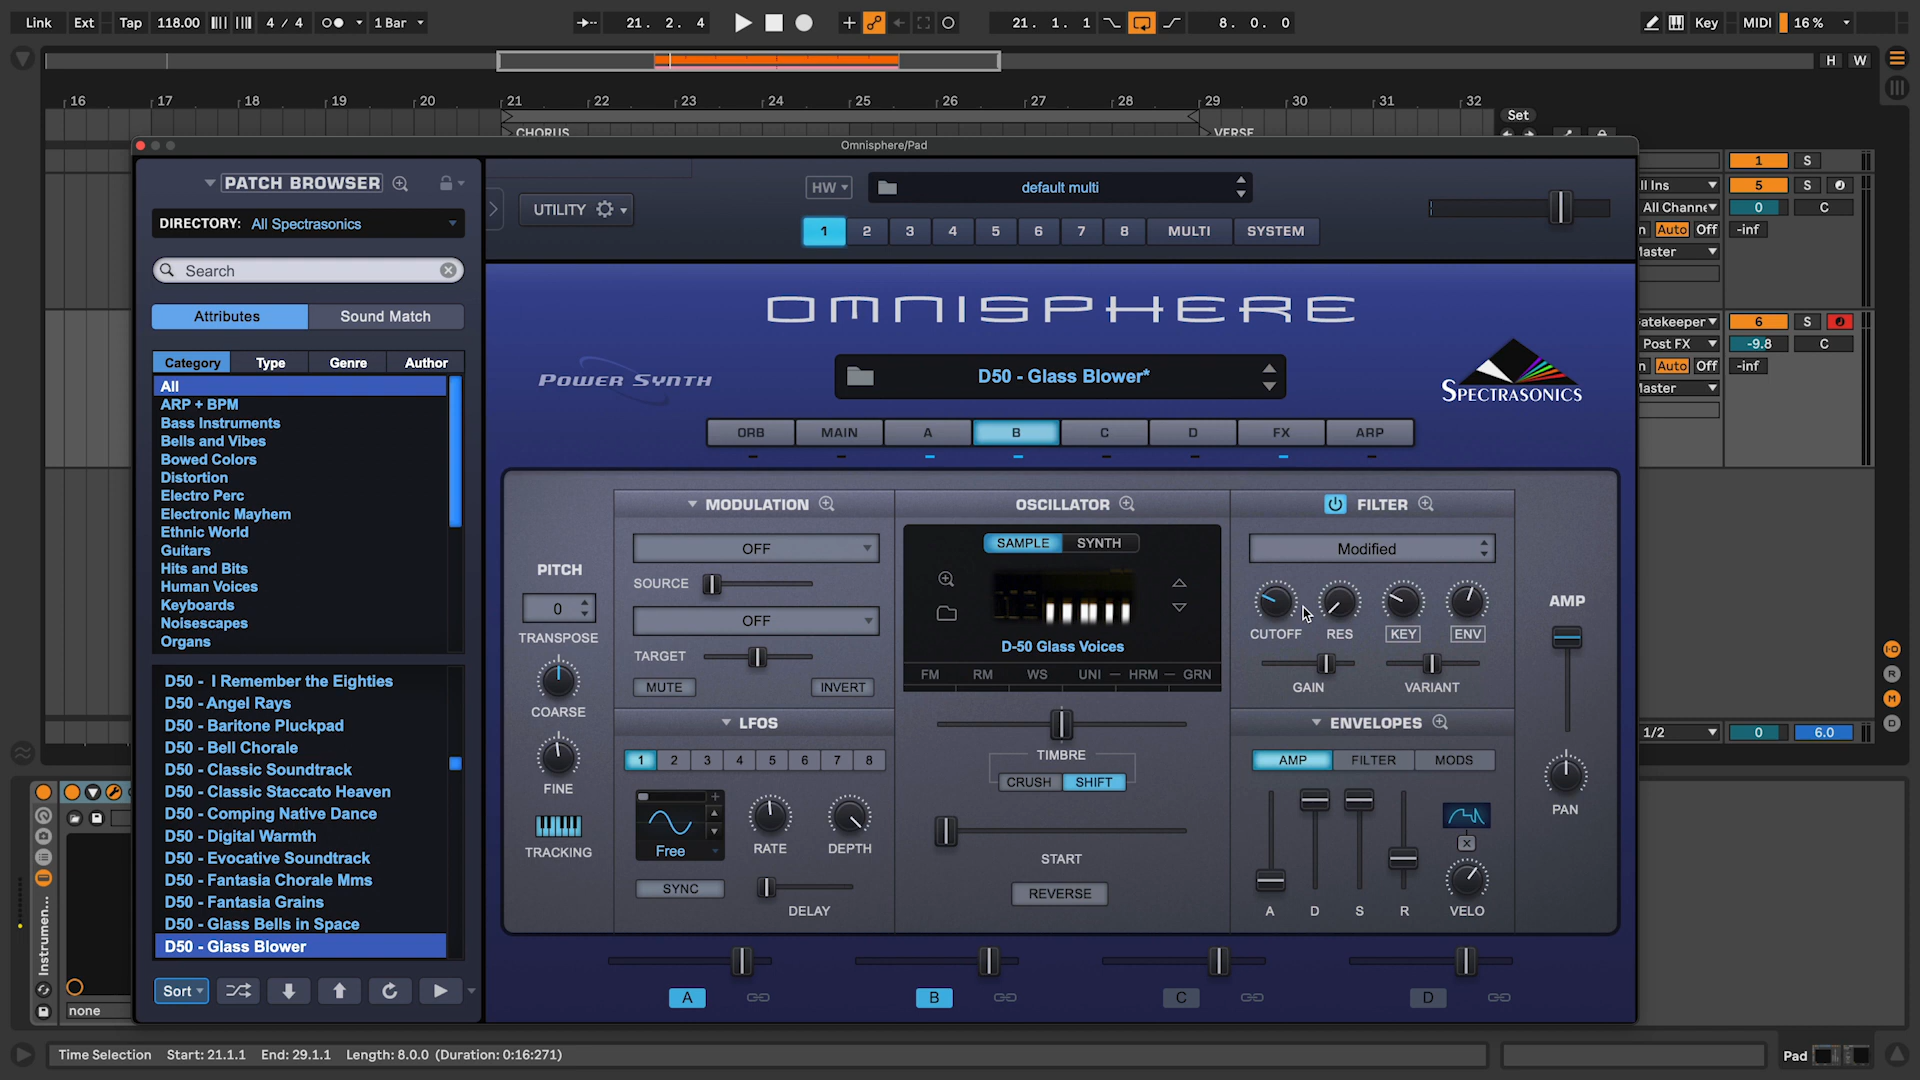 Link Ext Tap 118.00 4 / 4 1 Bar 21. 2. 4 21. 1. 1 8. 0. 0 Key MIDI 16 %
H W
16 17 18 19 20 21 22 23 24 25 26 27 28 29 30 31 32
Set
CHORUS VERSE
Omnisphere/Pad
PATCH BROWSER
DIRECTORY: All Spectrasonics
Search
Attributes Sound Match
Category Type Genre Author
All
ARP + BPM
Bass Instruments
Bells and Vibes
Bowed Colors
Distortion
Electro Perc
Electronic Mayhem
Ethnic World
Guitars
Hits and Bits
Human Voices
Keyboards
Noisescapes
Organs
D50 - I Remember the Eighties
D50 - Angel Rays
D50 - Baritone Pluckpad
D50 - Bell Chorale
D50 - Classic Soundtrack
D50 - Classic Staccato Heaven
D50 - Comping Native Dance
D50 - Digital Warmth
D50 - Evocative Soundtrack
D50 - Fantasia Chorale Mms
D50 - Fantasia Grains
D50 - Glass Bells in Space
D50 - Glass Blower
Sort
UTILITY
HW default multi
1 2 3 4 5 6 7 8 MULTI SYSTEM
OMNISPHERE
POWER SYNTH
D50 - Glass Blower*
SPECTRASONICS
ORB MAIN A B C D FX ARP
PITCH
0
TRANSPOSE
COARSE
FINE
TRACKING
MODULATION
OFF
SOURCE
OFF
TARGET
MUTE INVERT
LFOS
1 2 3 4 5 6 7 8
Free
RATE DEPTH
SYNC
DELAY
OSCILLATOR
SAMPLE SYNTH
D-50 Glass Voices
FM RM WS UNI HRM GRN
TIMBRE
CRUSH SHIFT
START
REVERSE
FILTER
Modified
CUTOFF RES KEY ENV
GAIN VARIANT
ENVELOPES
AMP FILTER MODS
A D S R VELO
AMP
PAN
A B C D
1 S
ll Ins 5 S
All Channe 0 C
n Auto Off -inf
laster
atekeeper 6 S
Post FX -9.8 C
n Auto Off -inf
laster
1/2 0 6.0
I·O
R
M
D
Instrumen...
none
Time Selection Start: 21.1.1 End: 29.1.1 Length: 8.0.0 (Duration: 0:16:271)
Pad